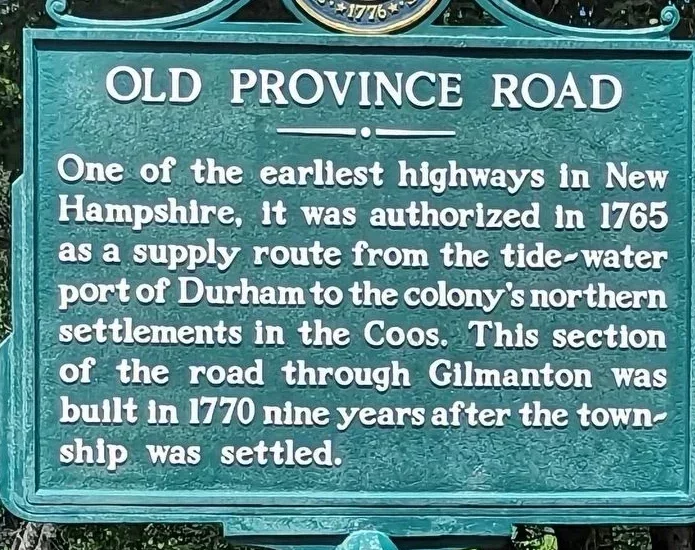 ★1776★
OLD PROVINCE ROAD
One of the earliest highways in New
Hampshire, it was authorized in 1765
as a supply route from the tide-water
port of Durham to the colony's northern
settlements in the Coos. This section
of the road through Gilmanton was
built in 1770 nine years after the town-
ship was settled.